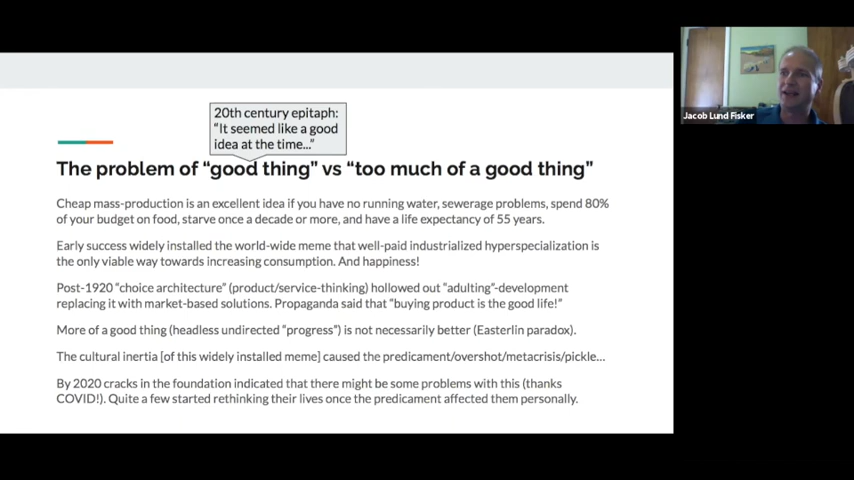 20th century epitaph:
“It seemed like a good
idea at the time...”
The problem of “good thing” vs “too much of a good thing”
Cheap mass-production is an excellent idea if you have no running water, sewerage problems, spend 80%
of your budget on food, starve once a decade or more, and have a life expectancy of 55 years.
Early success widely installed the world-wide meme that well-paid industrialized hyperspecialization is
the only viable way towards increasing consumption. And happiness!
Post-1920 “choice architecture” (product/service-thinking) hollowed out “adulting”-development
replacing it with market-based solutions. Propaganda said that “buying product is the good life!”
More of a good thing (headless undirected “progress”) is not necessarily better (Easterlin paradox).
The cultural inertia [of this widely installed meme] caused the predicament/overshot/metacrisis/pickle...
By 2020 cracks in the foundation indicated that there might be some problems with this (thanks
COVID!). Quite a few started rethinking their lives once the predicament affected them personally.
Jacob Lund Fisker